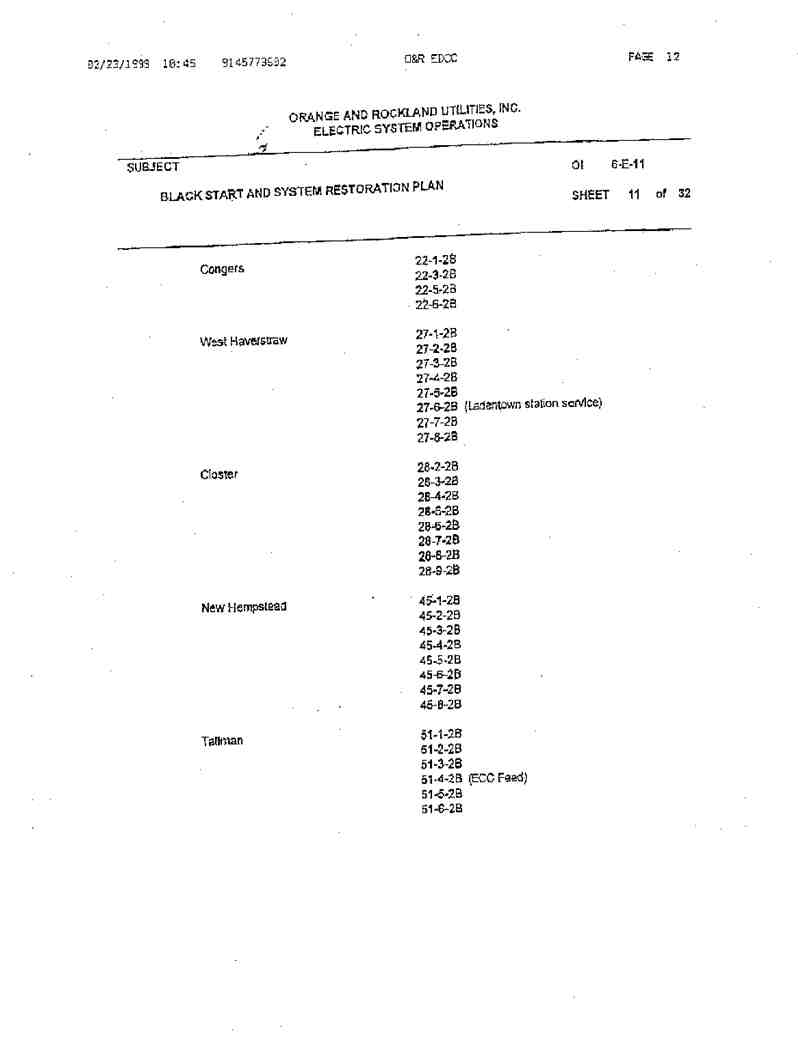 02/23/1999 10:45 9145773692 O&R EDCC PAGE 12
ORANGE AND ROCKLAND UTILITIES, INC.
ELECTRIC SYSTEM OPERATIONS
SUBJECT OI 6-E-11
BLACK START AND SYSTEM RESTORATION PLAN SHEET 11 of 32
Congers 22-1-2B
22-3-2B
22-5-2B
22-6-2B
West Haverstraw 27-1-2B
27-2-2B
27-3-2B
27-4-2B
27-5-2B
27-6-2B (Ladentown station service)
27-7-2B
27-8-2B
Closter 28-2-2B
28-3-2B
28-4-2B
28-5-2B
28-6-2B
28-7-2B
28-8-2B
28-9-2B
New Hempstead 45-1-2B
45-2-2B
45-3-2B
45-4-2B
45-5-2B
45-6-2B
45-7-2B
45-8-2B
Tallman 51-1-2B
51-2-2B
51-3-2B
51-4-2B (ECC Feed)
51-5-2B
51-6-2B